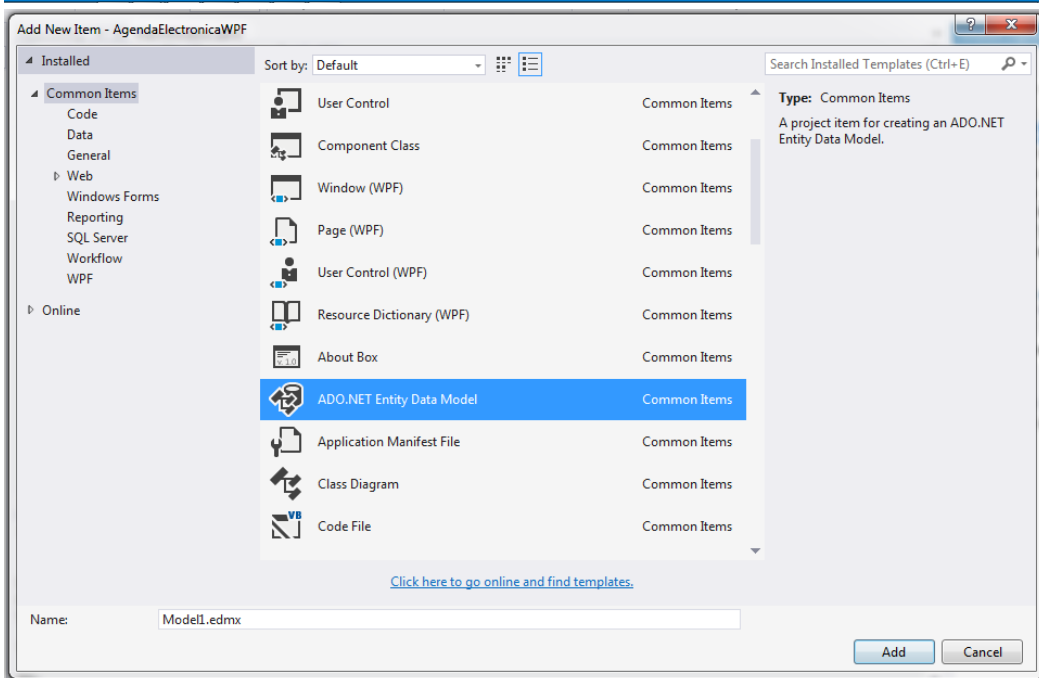 Add New Item - AgendaElectronicaWPF
Installed
Sort by: Default
Search Installed Templates (Ctrl+E)
Common Items
Code
Data
General
Web
Windows Forms
Reporting
SQL Server
Workflow
WPF
Online
User Control Common Items
Component Class Common Items
Window (WPF) Common Items
Page (WPF) Common Items
User Control (WPF) Common Items
Resource Dictionary (WPF) Common Items
v. 1.0
About Box Common Items
ADO.NET Entity Data Model Common Items
Application Manifest File Common Items
Class Diagram Common Items
VB
Code File Common Items
Type: Common Items
A project item for creating an ADO.NET
Entity Data Model.
Click here to go online and find templates.
Name: Model1.edmx
Add Cancel